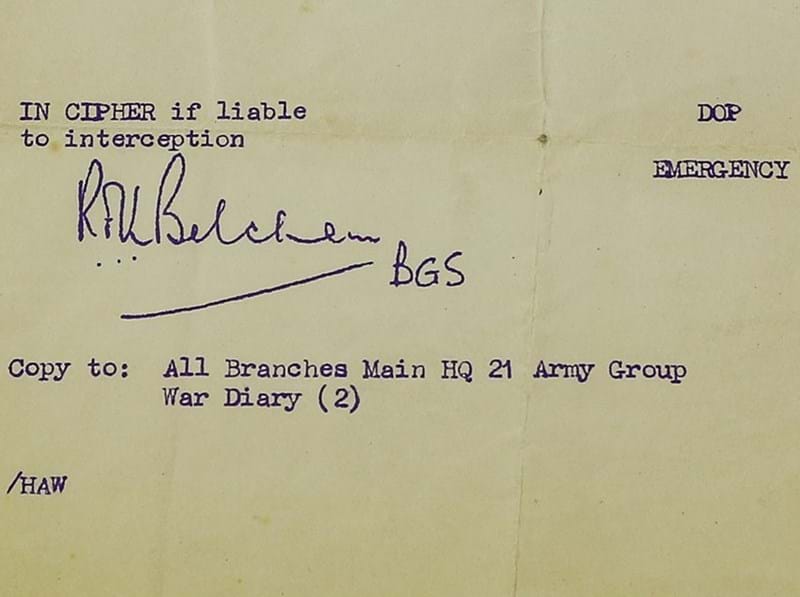 IN CIPHER if liable
to interception
DOP
EMERGENCY
RFK Belchem
BGS
Copy to: All Branches Main HQ 21 Army Group
War Diary (2)
/HAW